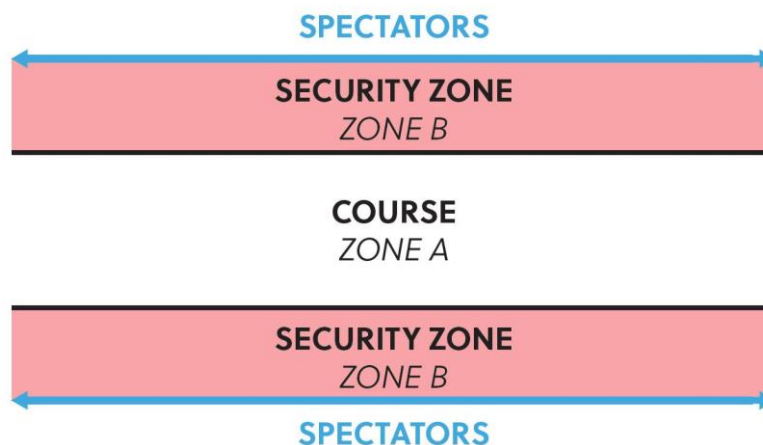 SPECTATORS
SECURITY ZONE
ZONE B
COURSE
ZONE A
SECURITY ZONE
ZONE B
SPECTATORS